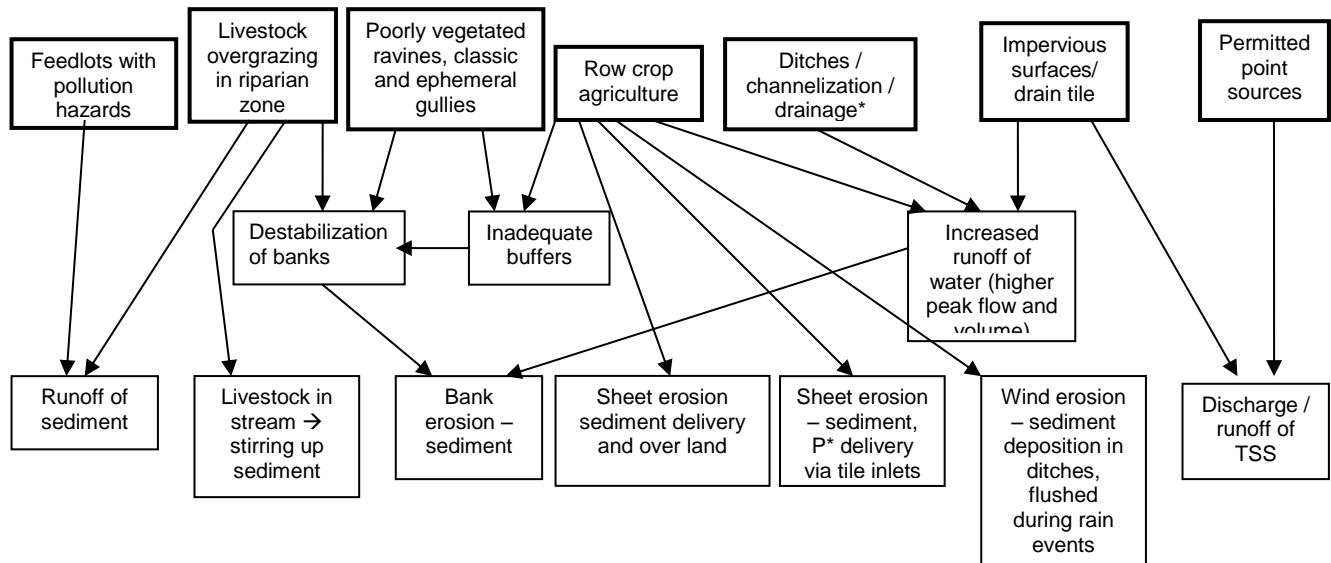 Feedlots with
pollution
hazards
Livestock
overgrazing
in riparian
zone
Poorly vegetated
ravines, classic
and ephemeral
gullies
Row crop
agriculture
Ditches /
channelization /
drainage*
Impervious
surfaces/
drain tile
Permitted
point
sources
Destabilization
of banks
Inadequate
buffers
Increased
runoff of
water (higher
peak flow and
volume)
Runoff of
sediment
Livestock in
stream →
stirring up
sediment
Bank
erosion –
sediment
Sheet erosion
sediment delivery
and over land
Sheet erosion
– sediment,
P* delivery
via tile inlets
Wind erosion
– sediment
deposition in
ditches,
flushed
during rain
events
Discharge /
runoff of
TSS